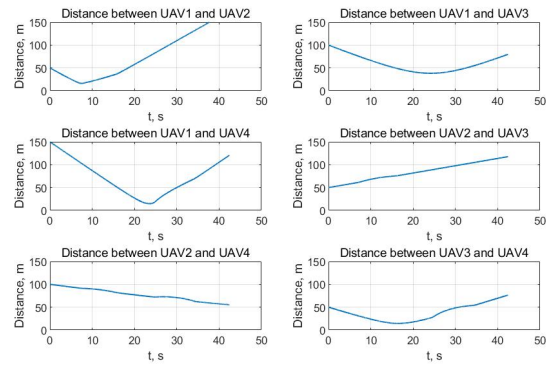 Distance between UAV1 and UAV2
Distance, m
150
100
50
0
0 10 20 30 40 50
t, s
Distance between UAV1 and UAV3
Distance, m
150
100
50
0
0 10 20 30 40 50
t, s
Distance between UAV1 and UAV4
Distance, m
150
100
50
0
0 10 20 30 40 50
t, s
Distance between UAV2 and UAV3
Distance, m
150
100
50
0
0 10 20 30 40 50
t, s
Distance between UAV2 and UAV4
Distance, m
150
100
50
0
0 10 20 30 40 50
t, s
Distance between UAV3 and UAV4
Distance, m
150
100
50
0
0 10 20 30 40 50
t, s